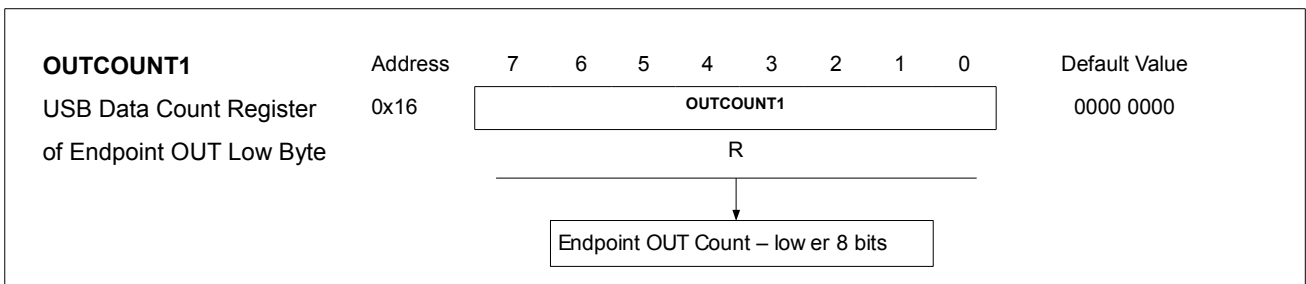 OUTCOUNT1 Address 7 6 5 4 3 2 1 0 Default Value
USB Data Count Register 0x16 OUTCOUNT1 0000 0000
of Endpoint OUT Low Byte R
Endpoint OUT Count – low er 8 bits